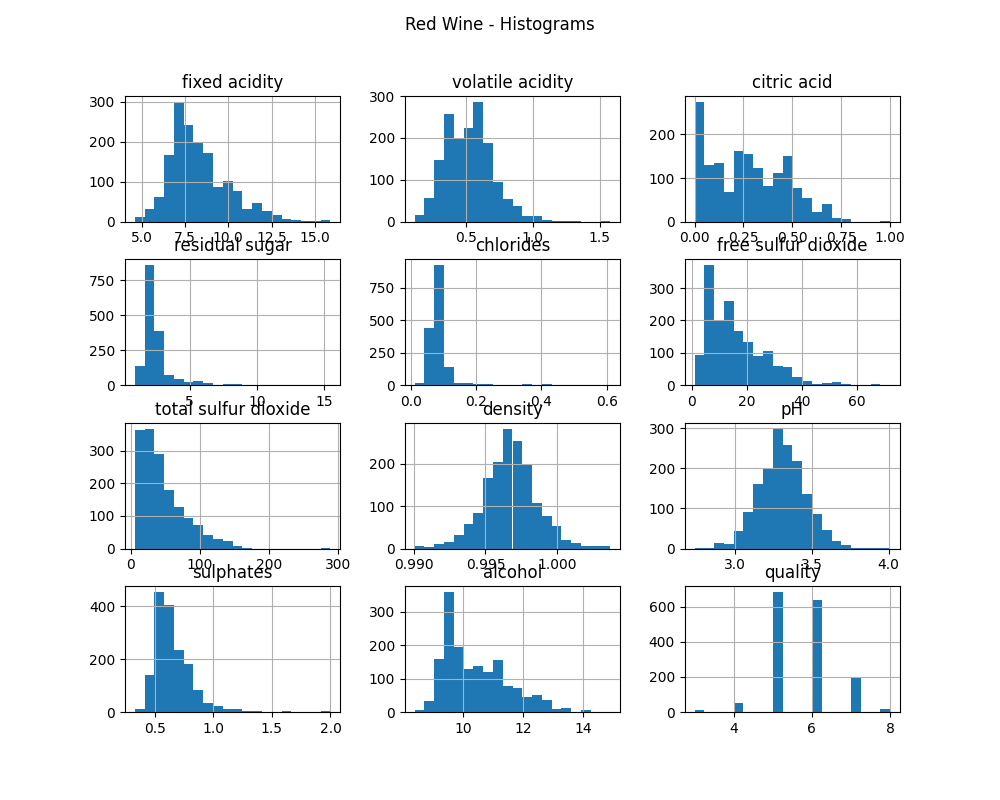 Red Wine - Histograms
fixed acidity
volatile acidity
citric acid
300
200
100
0
5.0 7.5 10.0 12.5 15.0
300
200
100
0
0.5 1.0 1.5
200
100
0
0.00 0.25 0.50 0.75 1.00
residual sugar
chlorides
free sulfur dioxide
750
500
250
0
5 10 15
750
500
250
0
0.0 0.2 0.4 0.6
300
200
100
0
0 20 40 60
total sulfur dioxide
density
pH
300
200
100
0
0 100 200 300
200
100
0
0.990 0.995 1.000
300
200
100
0
3.0 3.5 4.0
sulphates
alcohol
quality
400
200
0
0.5 1.0 1.5 2.0
300
200
100
0
10 12 14
600
400
200
0
4 6 8